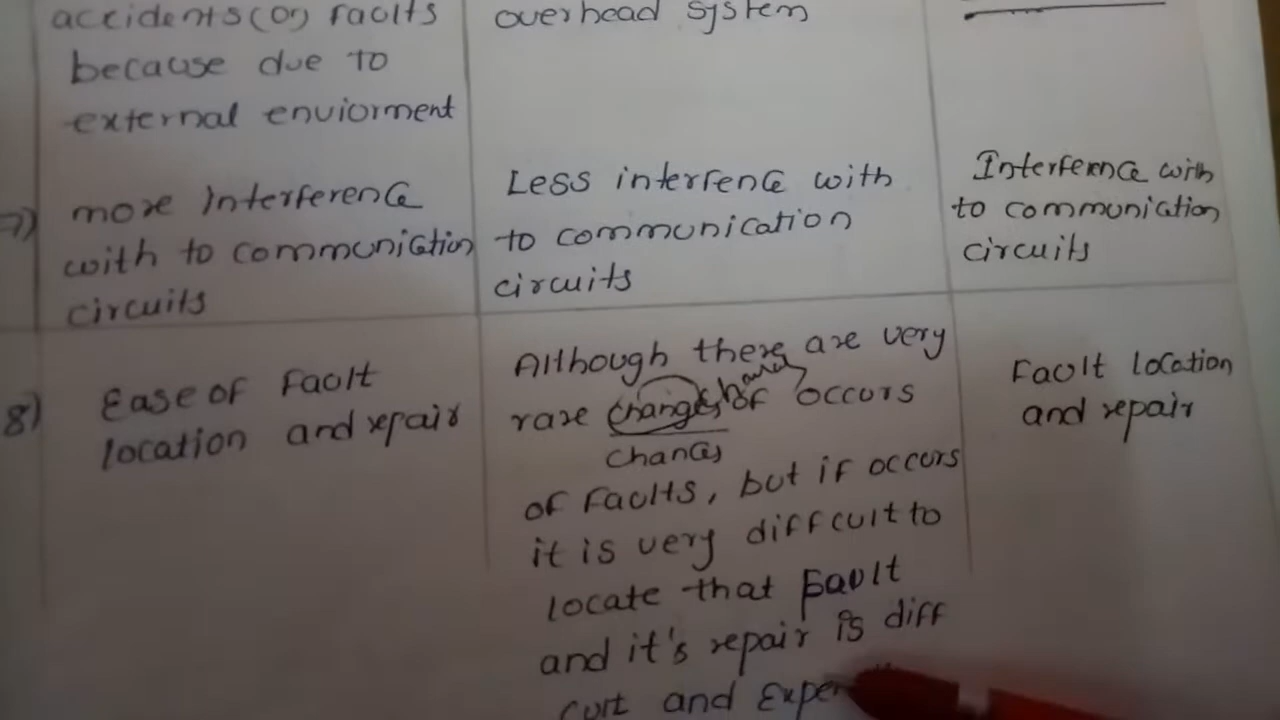 accidents (or) faults
because due to
external enviorment
overhead system
7)
more Interference
with to communication
circuits
Less interfence with
to communication
circuits
Interfernce with
to communiction
circuits
8)
Ease of Fault
location and repair
Although there are very
rare changes of occurs
chances
of Faults, but if occurs
it is very diffcult to
locate that Fault
and it's repair is diff
cult and
Fault location
and repair